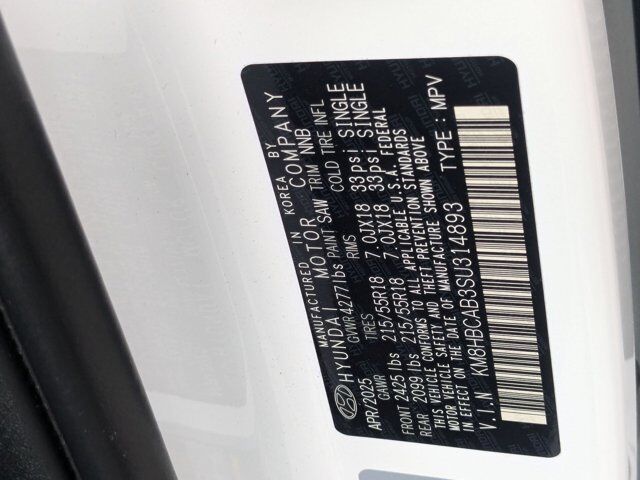 MANUFACTURED IN KOREA BY
HYUNDAI MOTOR COMPANY
APR/2025 GVWR 4277lbs PAINT SAW TRIM NNB
GAWR TIRES RIMS COLD TIRE INFL
FRONT 2425 lbs 215/55R18 7.0JX18 33psi SINGLE
REAR 2099 lbs 215/55R18 7.0JX18 33psi SINGLE
THIS VEHICLE CONFORMS TO ALL APPLICABLE U.S.A. FEDERAL
MOTOR VEHICLE SAFETY AND THEFT PREVENTION STANDARDS
IN EFFECT ON THE DATE OF MANUFACTURE SHOWN ABOVE
V.I.N KM8HBCAB3SU314893 TYPE : MPV